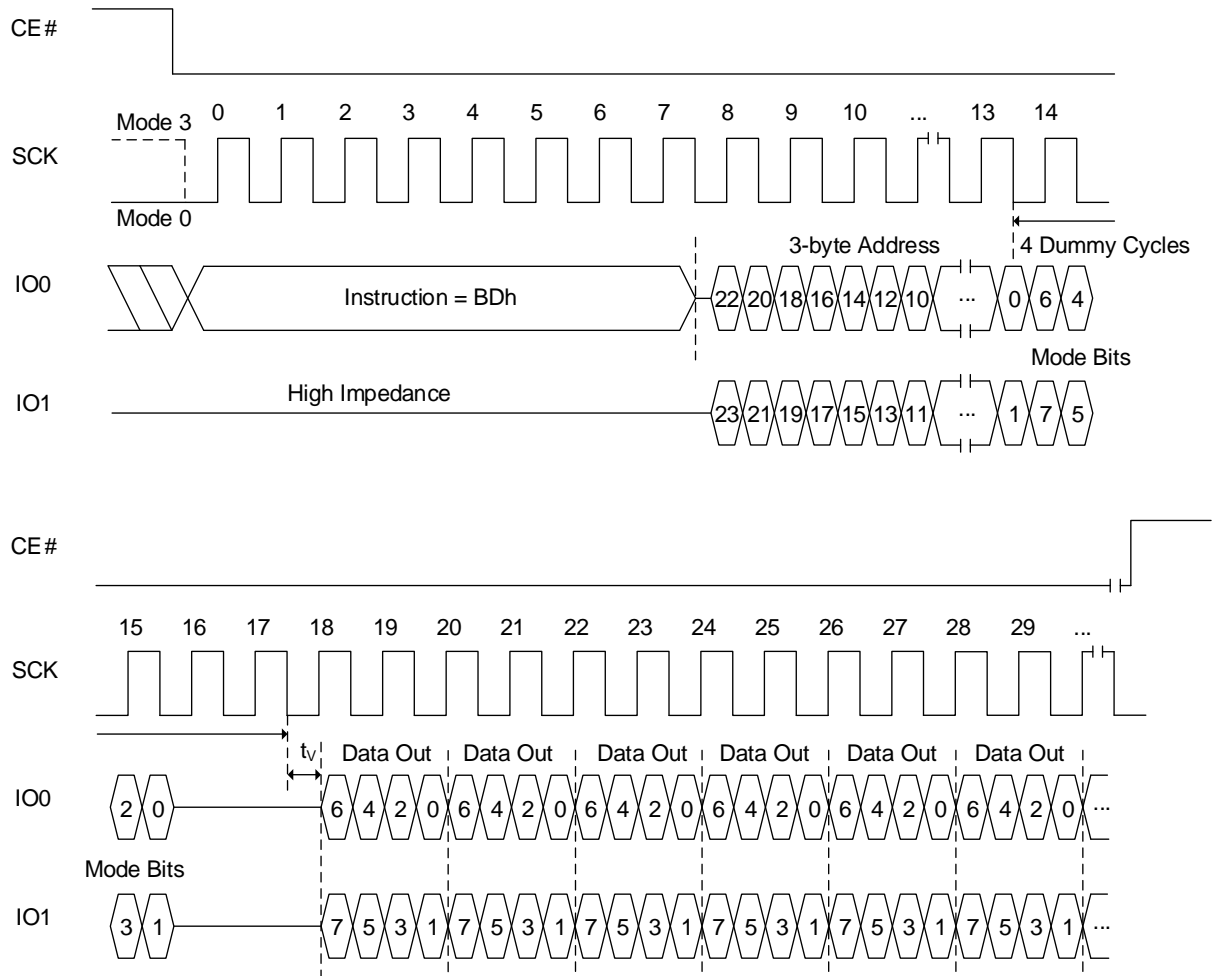 CE#
0 1 2 3 4 5 6 7 8 9 10 ... 13 14
Mode 3
SCK
Mode 0
3-byte Address 4 Dummy Cycles
IO0 Instruction = BDh 22 20 18 16 14 12 10 ... 0 6 4
Mode Bits
IO1 High Impedance 23 21 19 17 15 13 11 ... 1 7 5
CE#
15 16 17 18 19 20 21 22 23 24 25 26 27 28 29 ...
SCK
tV Data Out Data Out Data Out Data Out Data Out Data Out
IO0 2 0 6 4 2 0 6 4 2 0 6 4 2 0 6 4 2 0 6 4 2 0 6 4 2 0 ...
Mode Bits
IO1 3 1 7 5 3 1 7 5 3 1 7 5 3 1 7 5 3 1 7 5 3 1 7 5 3 1 ...